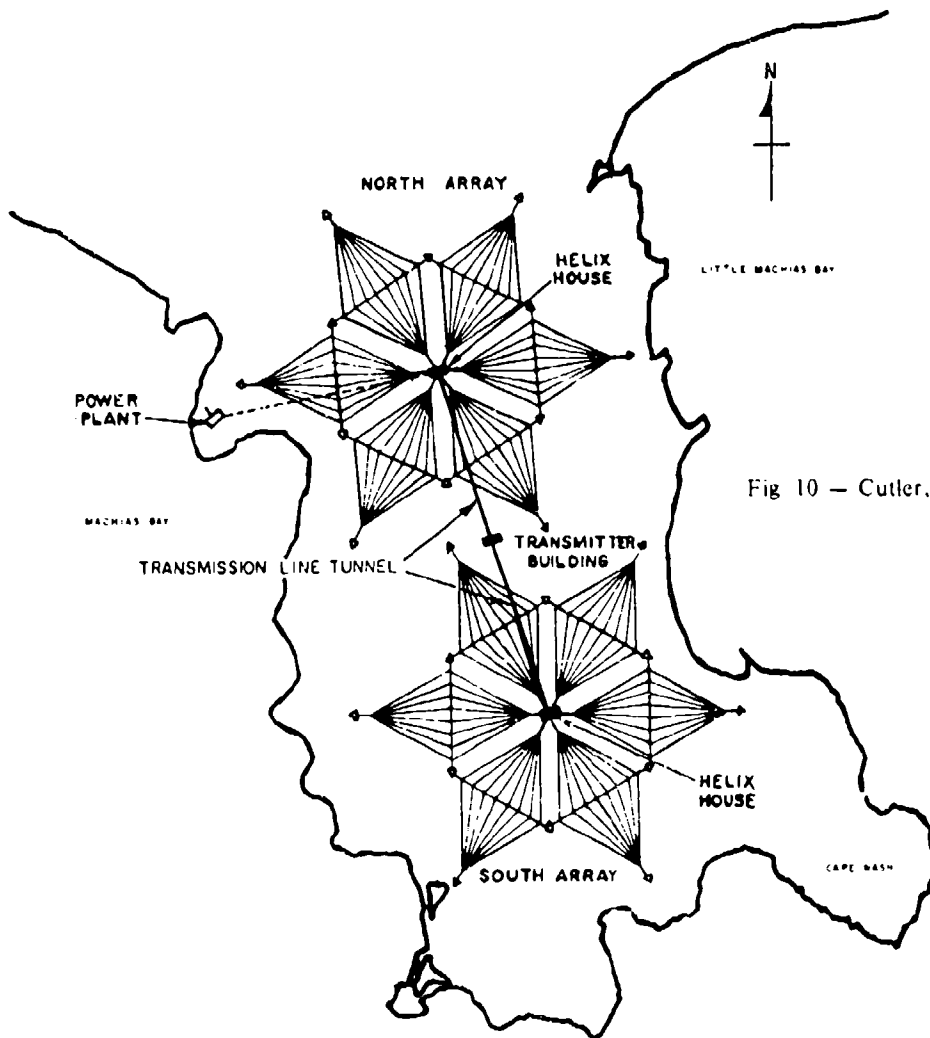 N
NORTH ARRAY
HELIX
HOUSE
LITTLE MACHIAS BAY
POWER
PLANT
Fig 10 — Cutler,
MACHIAS BAY
TRANSMISSION LINE TUNNEL
TRANSMITTER
BUILDING
HELIX
HOUSE
SOUTH ARRAY
CAPE WASH